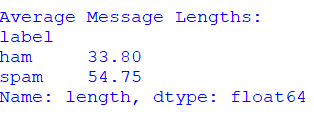 Average Message Lengths:
label
ham     33.80
spam    54.75
Name: length, dtype: float64